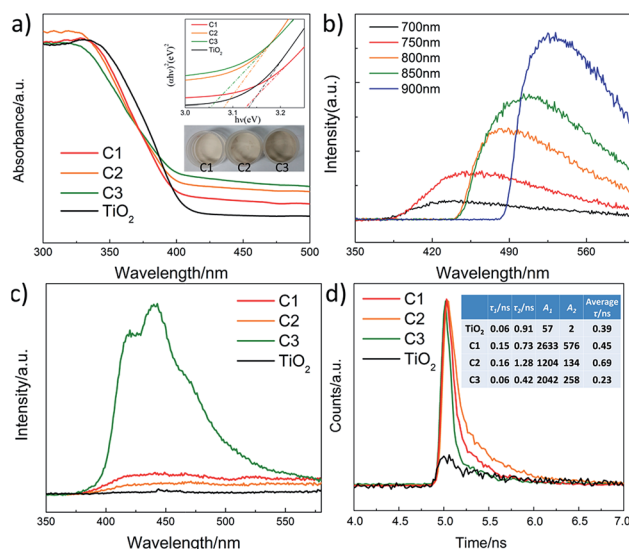 a)
Absorbance/a.u.
C1
C2
C3
TiO2
300 350 400 450 500
Wavelength/nm
C1
C2
C3
TiO2
(αhν)²(eV)²
3.0 3.1 3.2
hv(eV)
C1 C2 C3
b)
Intensity(a.u.)
700nm
750nm
800nm
850nm
900nm
350 420 490 560
Wavelength/nm
c)
Intensity/a.u.
C1
C2
C3
TiO2
350 400 450 500 550
Wavelength/nm
d)
Counts/a.u.
C1
C2
C3
TiO2
τ1/ns τ2/ns A1 A2 Average τ/ns
TiO2 0.06 0.91 57 2 0.39
C1 0.15 0.73 2633 576 0.45
C2 0.16 1.28 1204 134 0.69
C3 0.06 0.42 2042 258 0.23
4.0 4.5 5.0 5.5 6.0 6.5 7.0
Time/ns